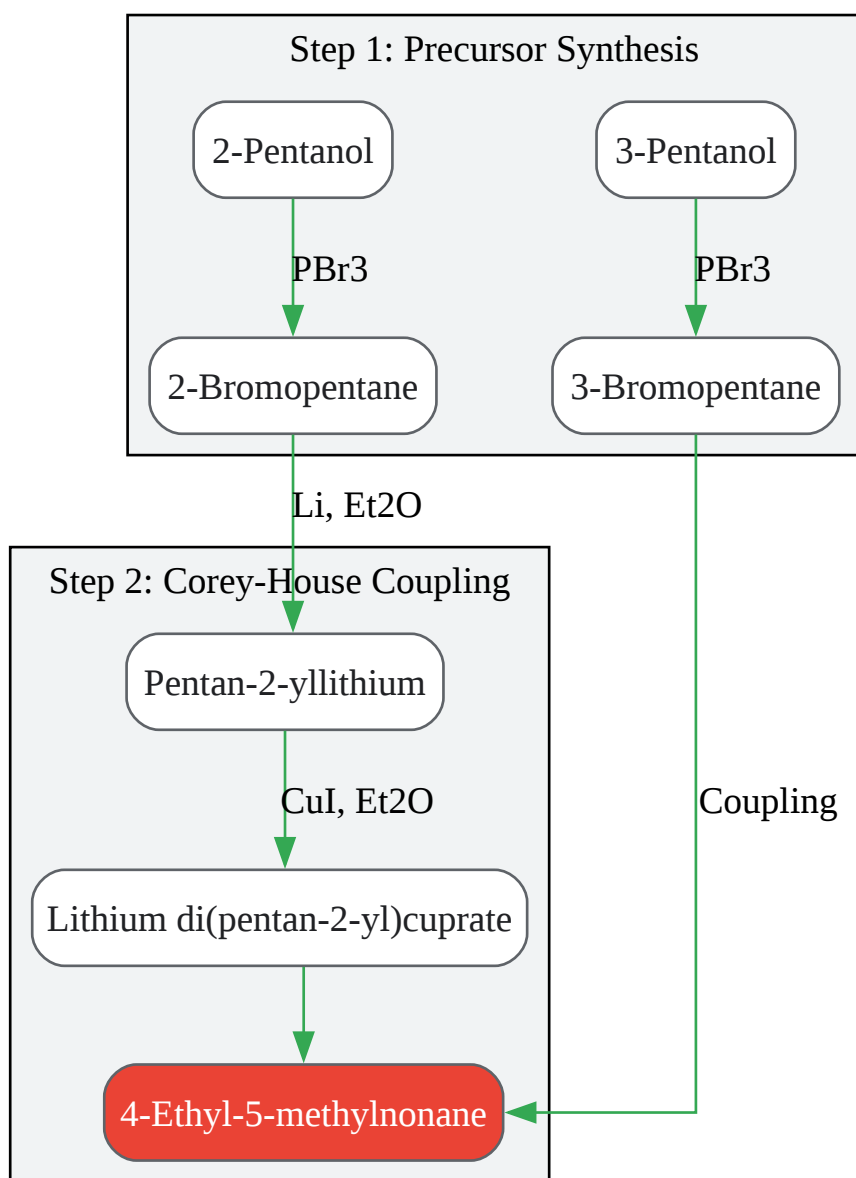 Step 1: Precursor Synthesis
2-Pentanol
3-Pentanol
PBr3
PBr3
2-Bromopentane
3-Bromopentane
Li, Et2O
Step 2: Corey-House Coupling
Pentan-2-yllithium
CuI, Et2O
Coupling
Lithium di(pentan-2-yl)cuprate
4-Ethyl-5-methylnonane